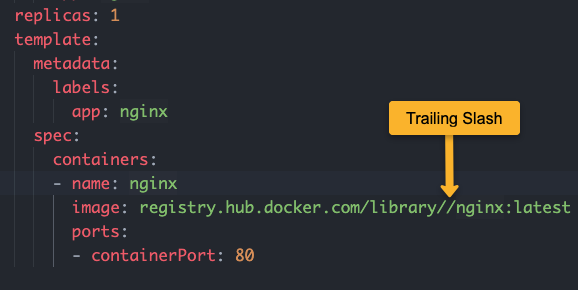 replicas: 1
template:
metadata:
labels:
app: nginx
Trailing Slash
spec:
containers:
- name: nginx
image: registry.hub.docker.com/library//nginx:latest
ports:
- containerPort: 80